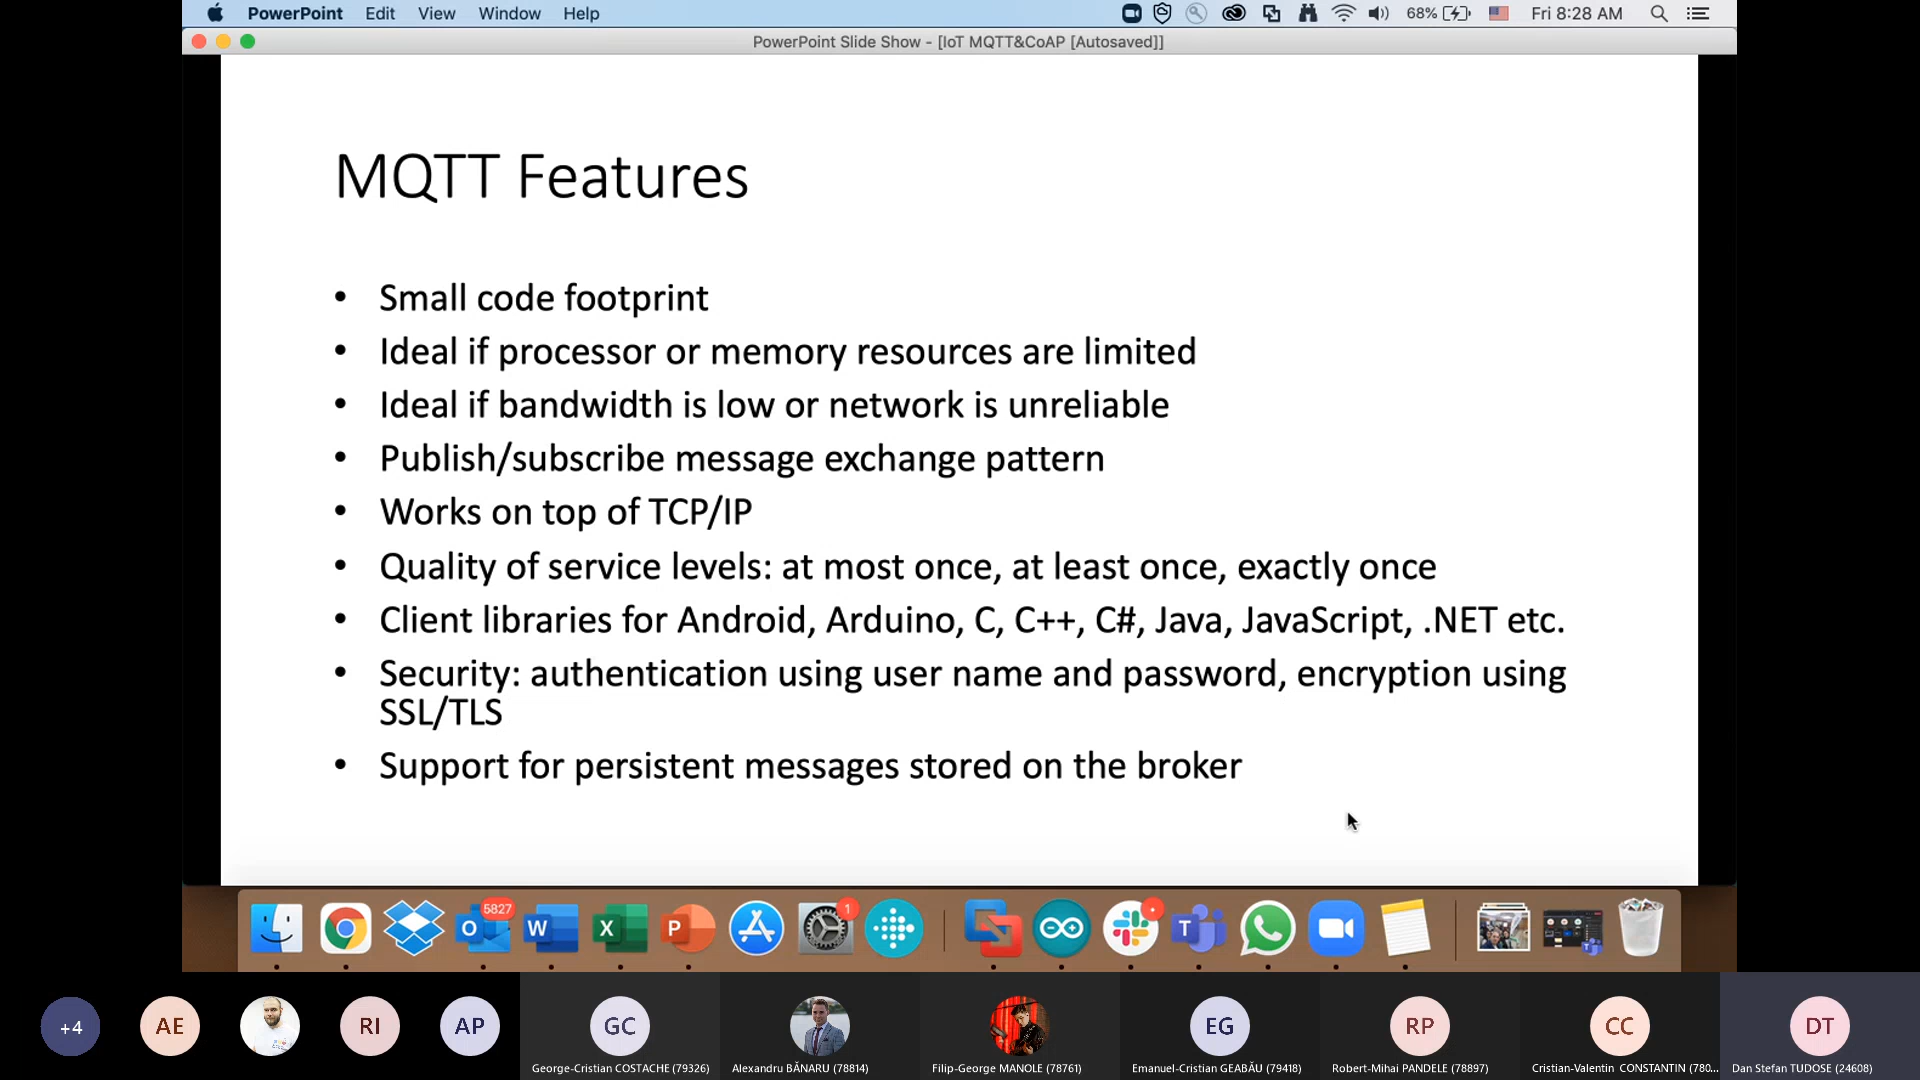 PowerPoint Edit View Window Help 68% Fri 8:28 AM
PowerPoint Slide Show - [IoT MQTT&CoAP [Autosaved]]
MQTT Features
• Small code footprint
• Ideal if processor or memory resources are limited
• Ideal if bandwidth is low or network is unreliable
• Publish/subscribe message exchange pattern
• Works on top of TCP/IP
• Quality of service levels: at most once, at least once, exactly once
• Client libraries for Android, Arduino, C, C++, C#, Java, JavaScript, .NET etc.
• Security: authentication using user name and password, encryption using
SSL/TLS
• Support for persistent messages stored on the broker
5827 1
O W X P T
+4 AE RI AP GC EG RP CC DT
George-Cristian COSTACHE (79326) Alexandru BĂNARU (78814) Filip-George MANOLE (78761) Emanuel-Cristian GEABĂU (79418) Robert-Mihai PANDELE (78897) Cristian-Valentin CONSTANTIN (780... Dan Stefan TUDOSE (24608)